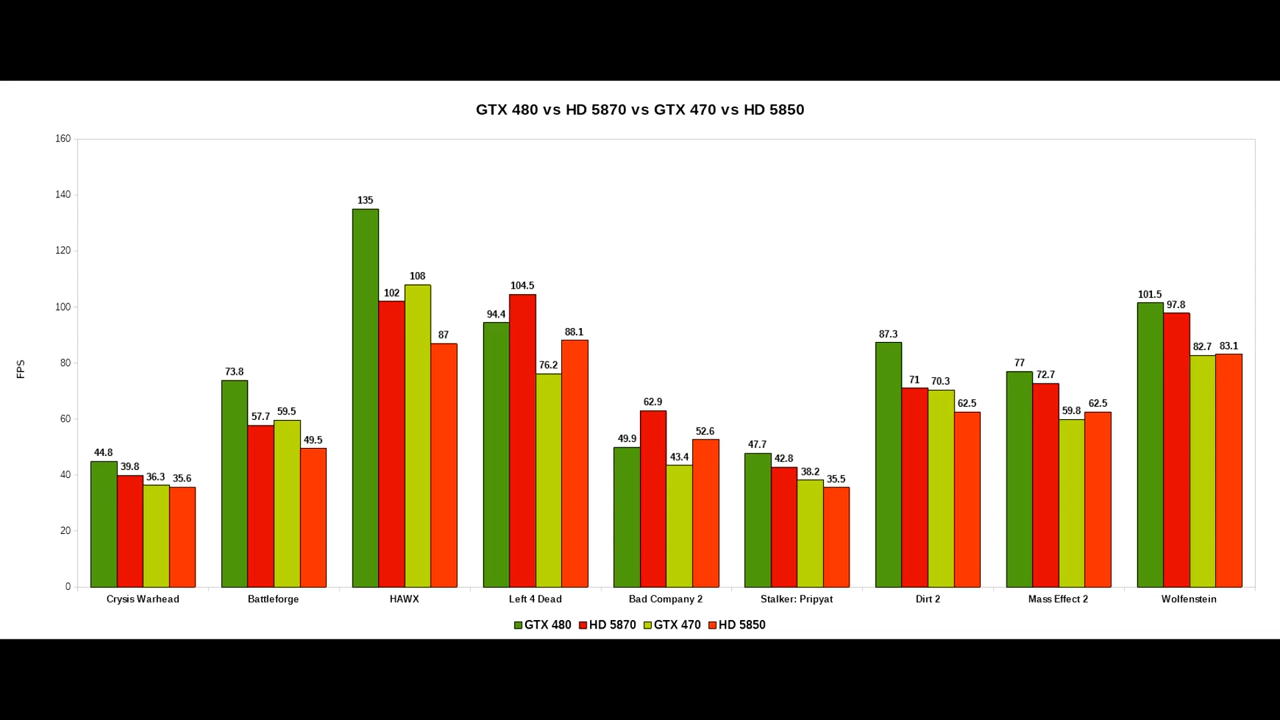 GTX 480 vs HD 5870 vs GTX 470 vs HD 5850
160
140
120
100
80
60
40
20
0
FPS
44.8 39.8 36.3 35.6
73.8 57.7 59.5 49.5
135 102 108 87
94.4 104.5 76.2 88.1
49.9 62.9 43.4 52.6
47.7 42.8 38.2 35.5
87.3 71 70.3 62.5
77 72.7 59.8 62.5
101.5 97.8 82.7 83.1
Crysis Warhead Battleforge HAWX Left 4 Dead Bad Company 2 Stalker: Pripyat Dirt 2 Mass Effect 2 Wolfenstein
GTX 480 HD 5870 GTX 470 HD 5850